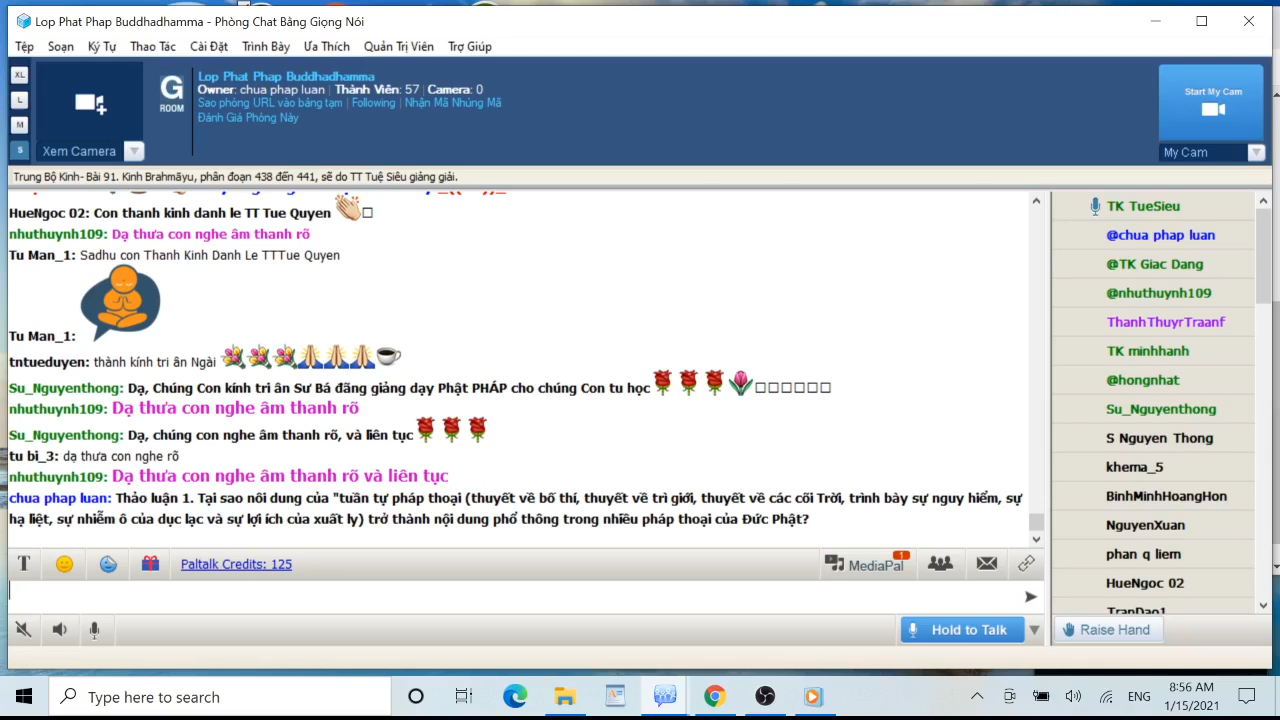 Lop Phat Phap Buddhadhamma - Phòng Chat Bằng Giọng Nói
Tệp Soạn Ký Tự Thao Tác Cài Đặt Trình Bày Ưa Thích Quản Trị Viên Trợ Giúp
XL
L
M
S
Xem Camera
G
ROOM
Lop Phat Phap Buddhadhamma
Owner: chua phap luan | Thành Viên: 57 | Camera: 0
Sao phỏng URL vào bảng tạm | Following | Nhận Mã Nhúng Mã
Đánh Giá Phòng Này
Start My Cam
My Cam
Trung Bộ Kinh- Bài 91. Kinh Brahmāyu, phân đoạn 438 đến 441, sẽ do TT Tuệ Siêu giảng giải.
HueNgoc 02: Con thanh kinh danh le TT Tue Quyen
nhuthuynh109: Dạ thưa con nghe âm thanh rõ
Tu Man_1: Sadhu con Thanh Kinh Danh Le TTTue Quyen
Tu Man_1:
tntueduyen: thành kính tri ân Ngài
Su_Nguyenthong: Dạ, Chúng Con kính tri ân Sư Bá đãng giảng dạy Phật PHÁP cho chúng Con tu học
nhuthuynh109: Dạ thưa con nghe âm thanh rõ
Su_Nguyenthong: Dạ, chúng con nghe âm thanh rõ, và liên tục
tu bi_3: dạ thưa con nghe rõ
nhuthuynh109: Dạ thưa con nghe âm thanh rõ và liên tục
chua phap luan: Thảo luận 1. Tại sao nôi dung của "tuần tự pháp thoại (thuyết về bố thí, thuyết về trì giới, thuyết về các cõi Trời, trình bày sự nguy hiểm, sự
hạ liệt, sự nhiễm ô của dục lạc và sự lợi ích của xuất ly) trở thành nội dung phổ thông trong nhiều pháp thoại của Đức Phật?
TK TueSieu
@chua phap luan
@TK Giac Dang
@nhuthuynh109
ThanhThuyrTraanf
TK minhhanh
@hongnhat
Su_Nguyenthong
S Nguyen Thong
khema_5
BinhMinhHoangHon
NguyenXuan
phan q liem
HueNgoc 02
TranDao1
T
Paltalk Credits: 125
MediaPal
1
Hold to Talk
Raise Hand
Type here to search
ENG
8:56 AM
1/15/2021